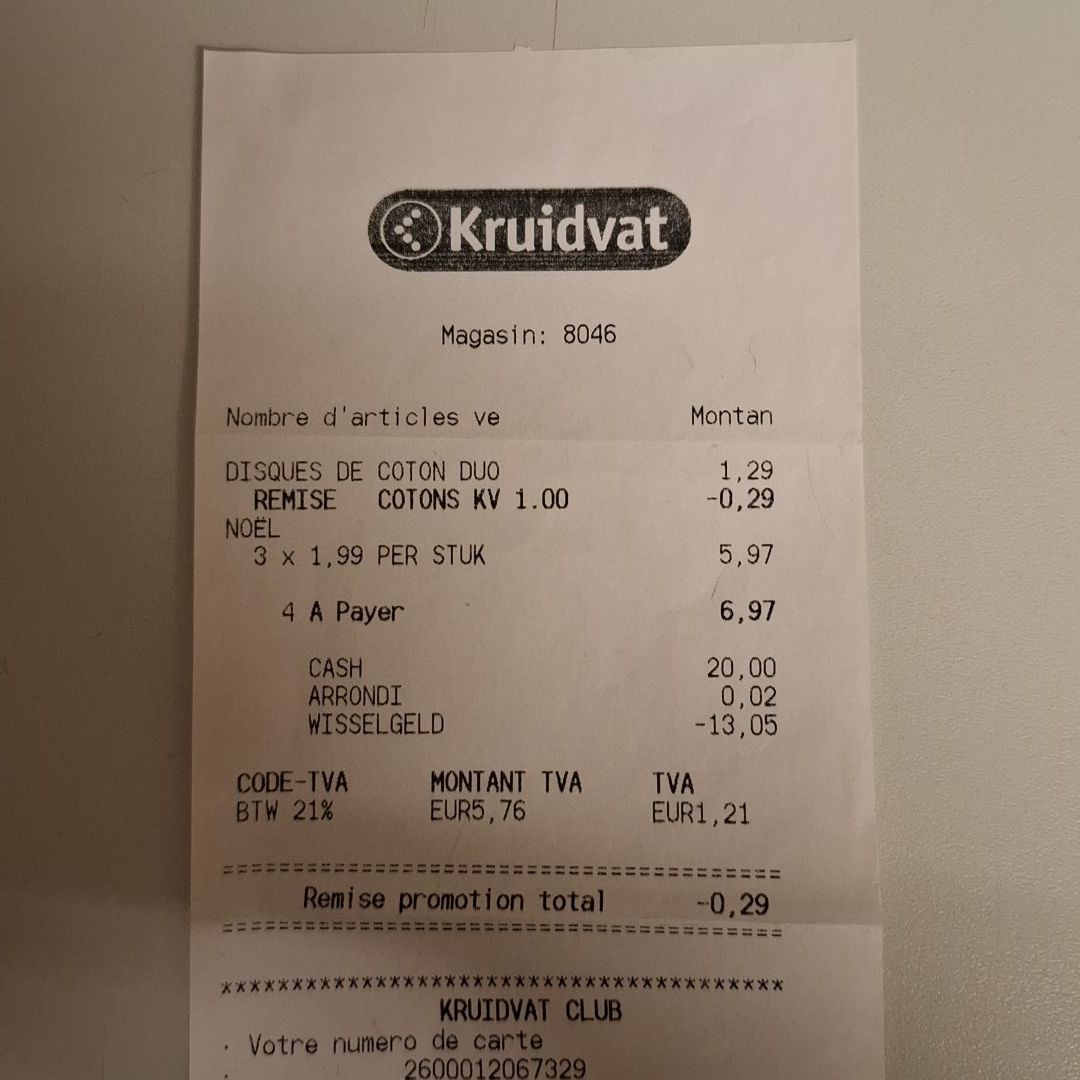 Kruidvat
Magasin: 8046
Nombre d'articles ve Montan
DISQUES DE COTON DUO 1,29
REMISE COTONS KV 1.00 -0,29
NOËL
3 x 1,99 PER STUK 5,97
4 A Payer 6,97
CASH 20,00
ARRONDI 0,02
WISSELGELD -13,05
CODE-TVA MONTANT TVA TVA
BTW 21% EUR5,76 EUR1,21
========================================
Remise promotion total -0,29
========================================
****************************************
KRUIDVAT CLUB
. Votre numero de carte
. 2600012067329